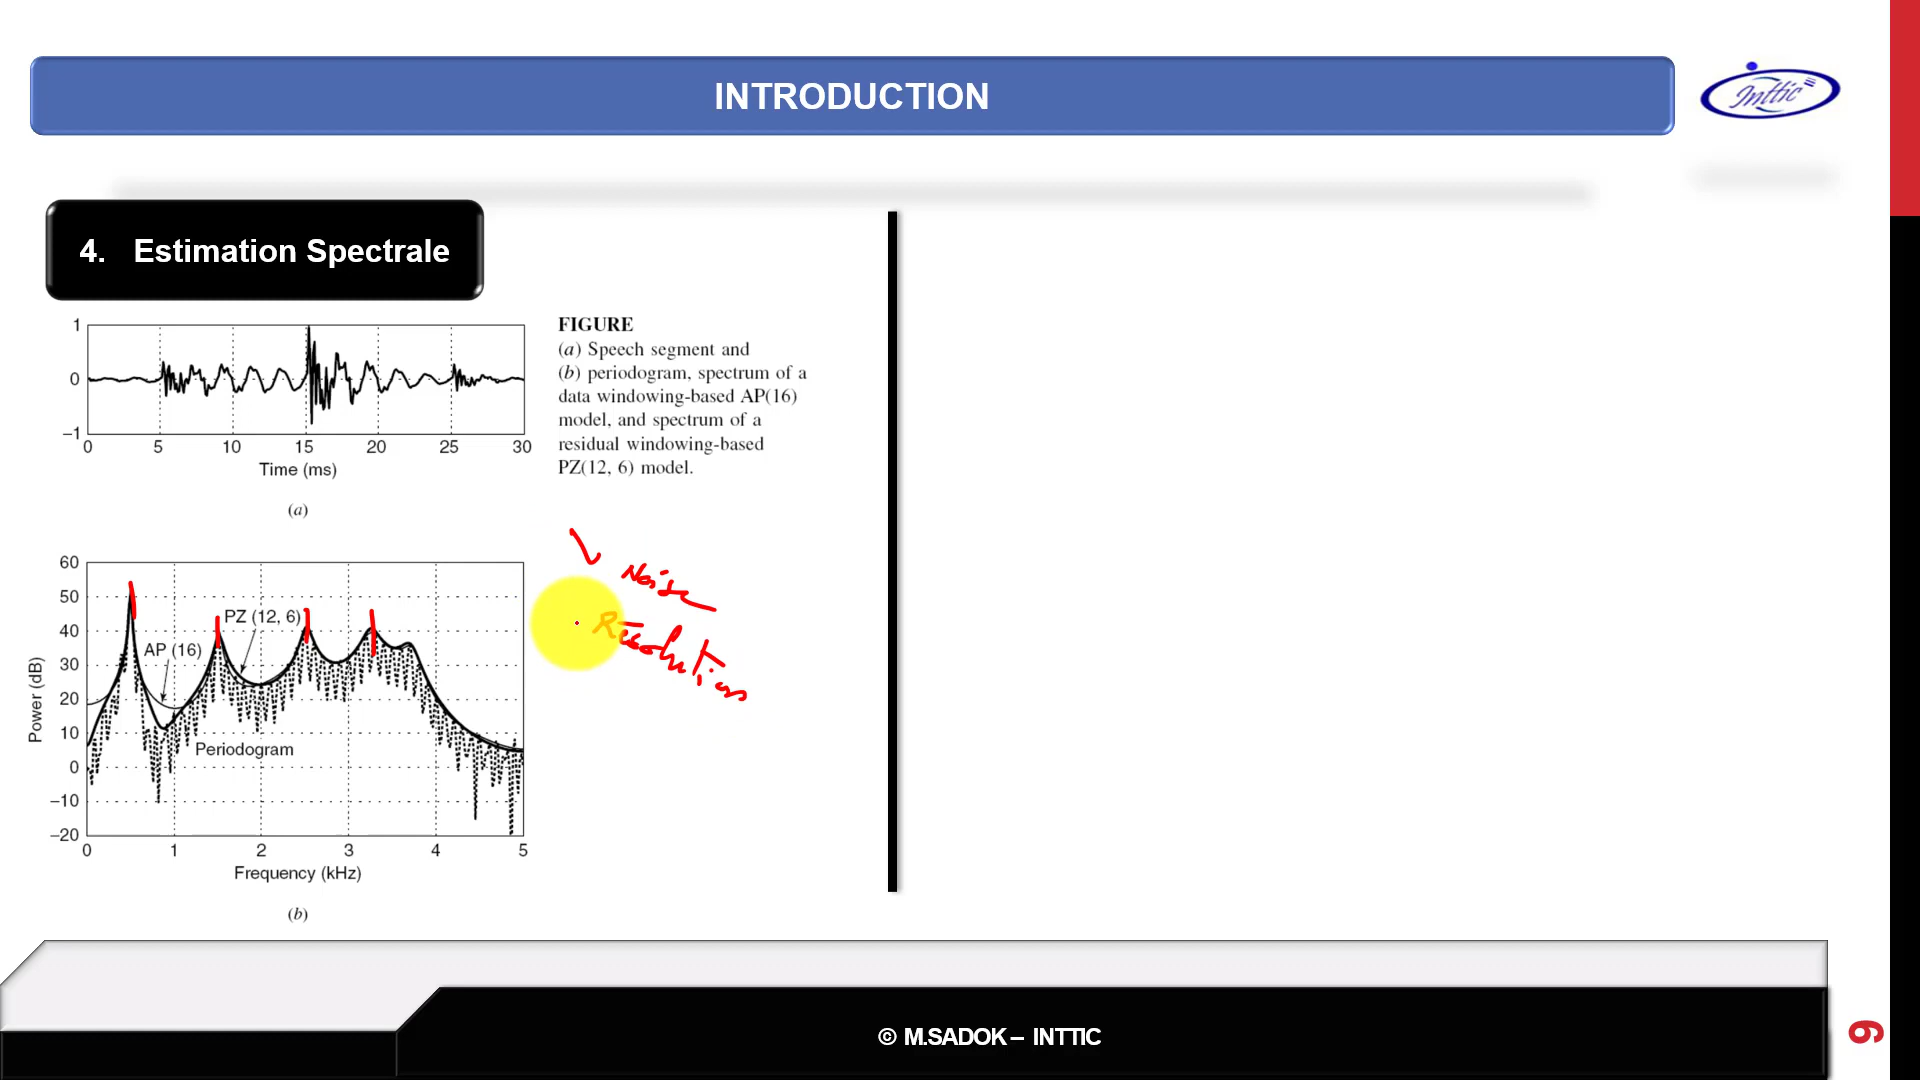 INTRODUCTION
Inttic
4. Estimation Spectrale
1
0
−1
0 5 10 15 20 25 30
Time (ms)
(a)
FIGURE
(a) Speech segment and
(b) periodogram, spectrum of a
data windowing-based AP(16)
model, and spectrum of a
residual windowing-based
PZ(12, 6) model.
Noise
Resolution
60
50
40
30
20
10
0
−10
−20
Power (dB)
PZ (12, 6)
AP (16)
Periodogram
0 1 2 3 4 5
Frequency (kHz)
(b)
© M.SADOK – INTTIC
9